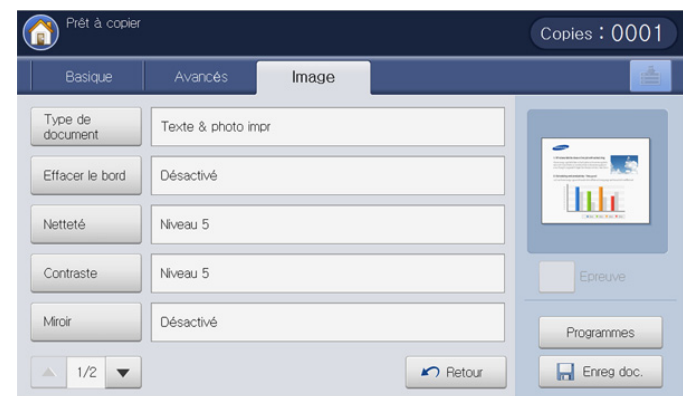 Prêt à copier
Copies : 0001
Basique
Avancés
Image
Type de
document
Texte & photo impr
Effacer le bord
Désactivé
Netteté
Niveau 5
Contraste
Niveau 5
Miroir
Désactivé
Epreuve
Programmes
1/2
Retour
Enreg doc.